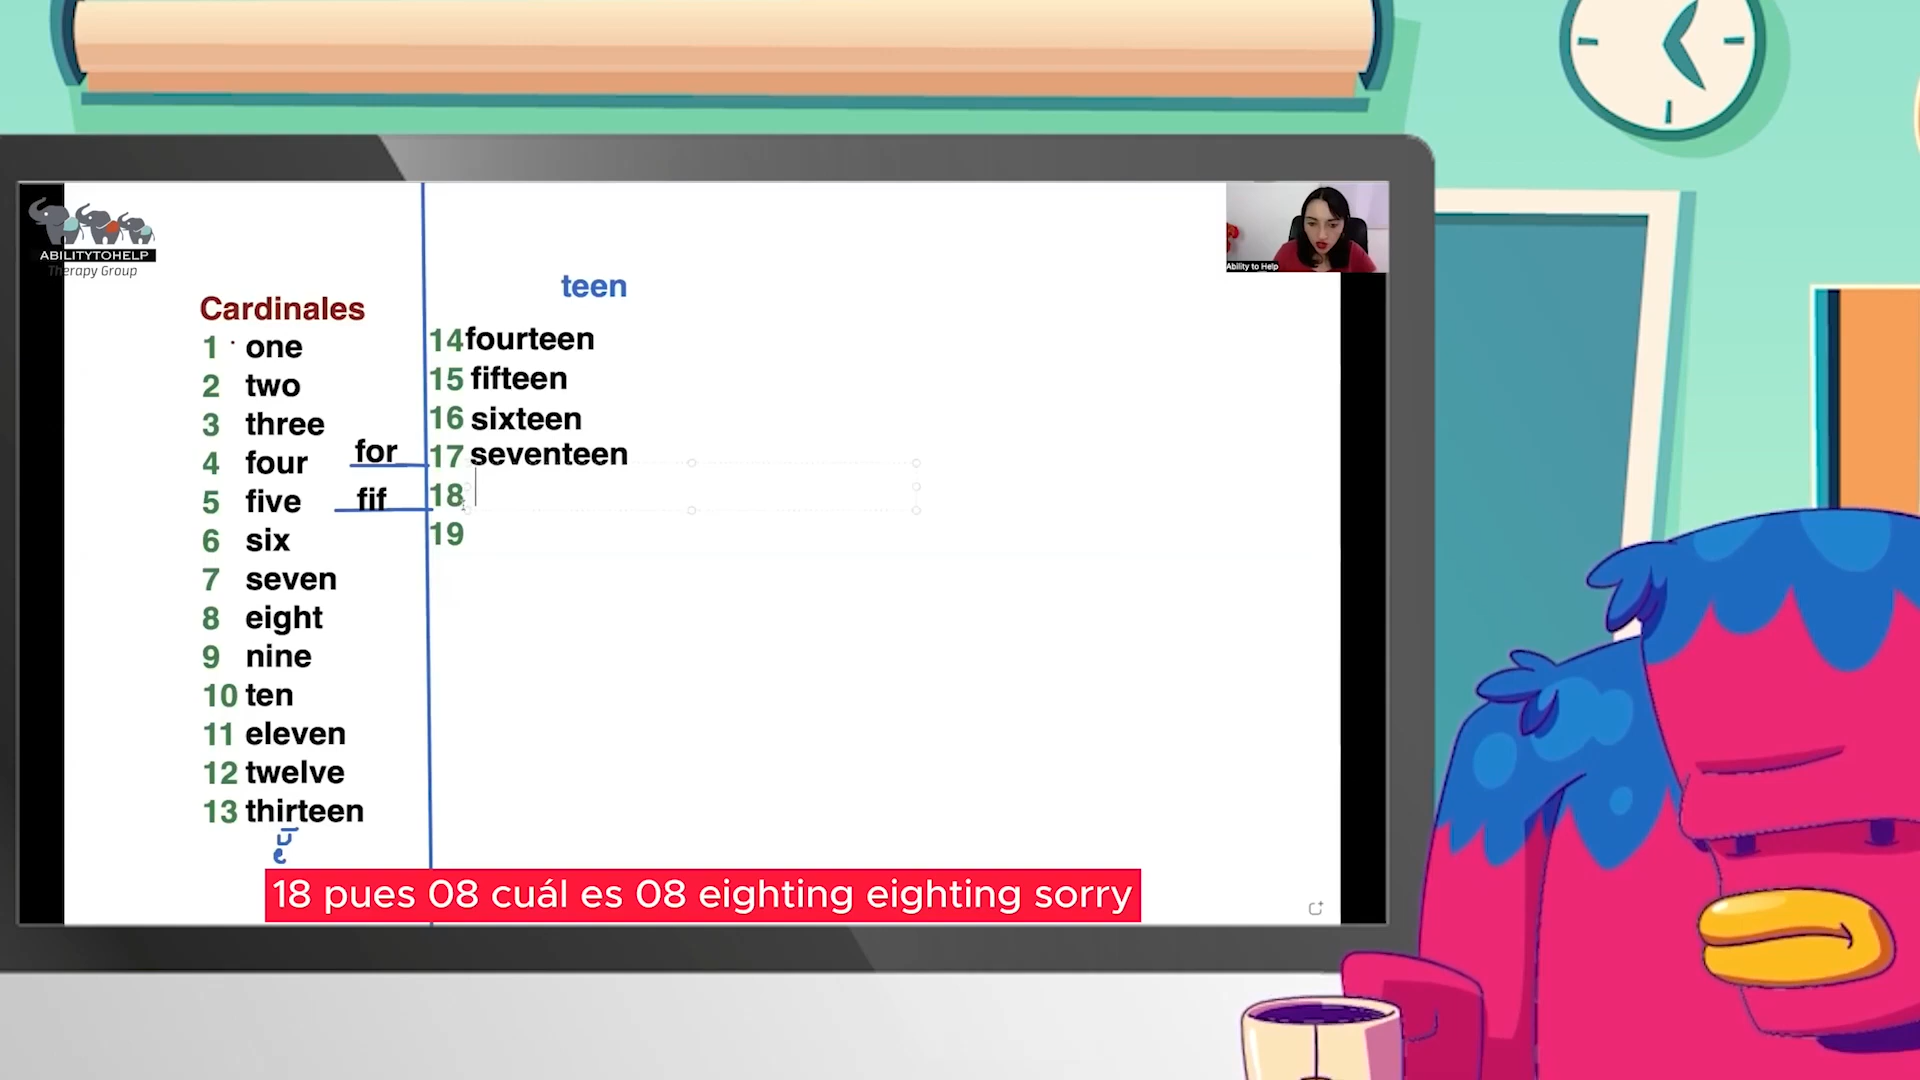 ABILITYTOHELP
Therapy Group
Cardinales
1 one
2 two
3 three
4 four for
5 five fif
6 six
7 seven
8 eight
9 nine
10 ten
11 eleven
12 twelve
13 thirteen
teen
14 fourteen
15 fifteen
16 sixteen
17 seventeen
18
19
Ability to Help
18 pues 08 cuál es 08 eighting eighting sorry